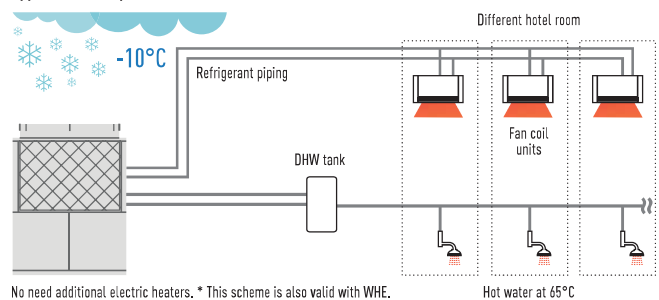 Different hotel room
-10°C
Refrigerant piping
Fan coil
units
DHW tank
No need additional electric heaters. * This scheme is also valid with WHE.
Hot water at 65°C